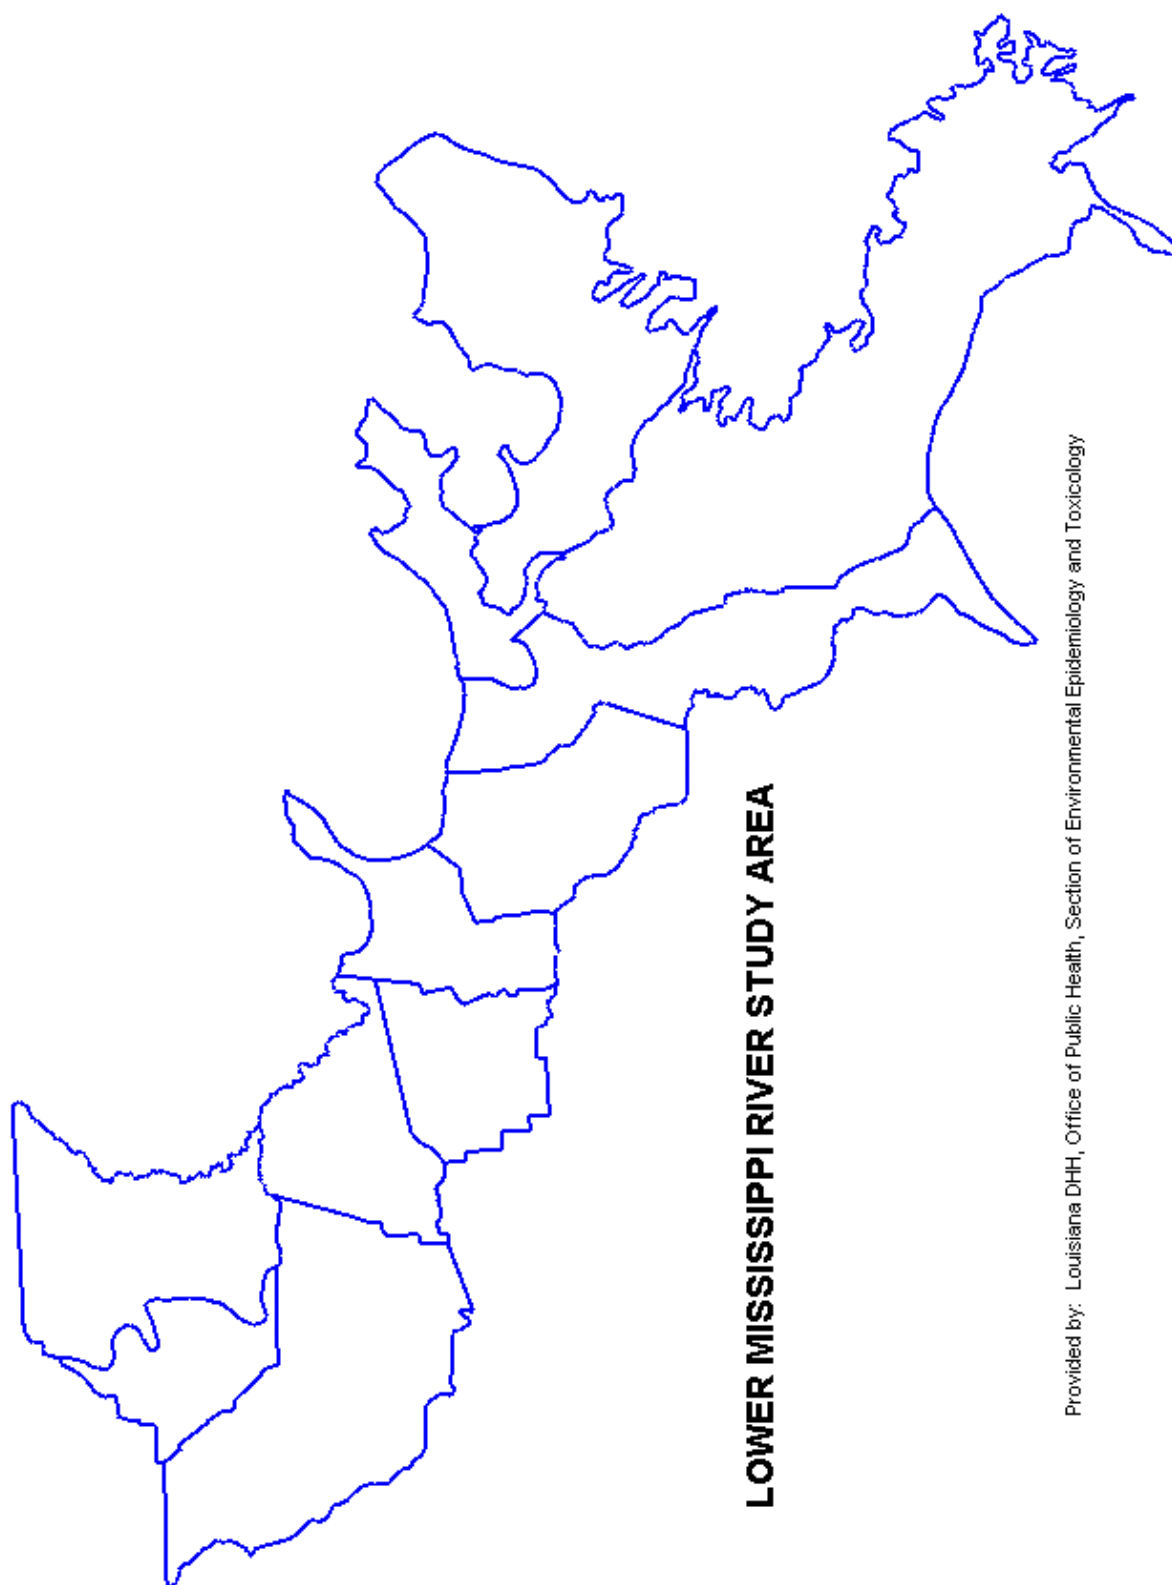 LOWER MISSISSIPPI RIVER STUDY AREA
Provided by: Louisiana DHH, Office of Public Health, Section of Environmental Epidemiology and Toxicology